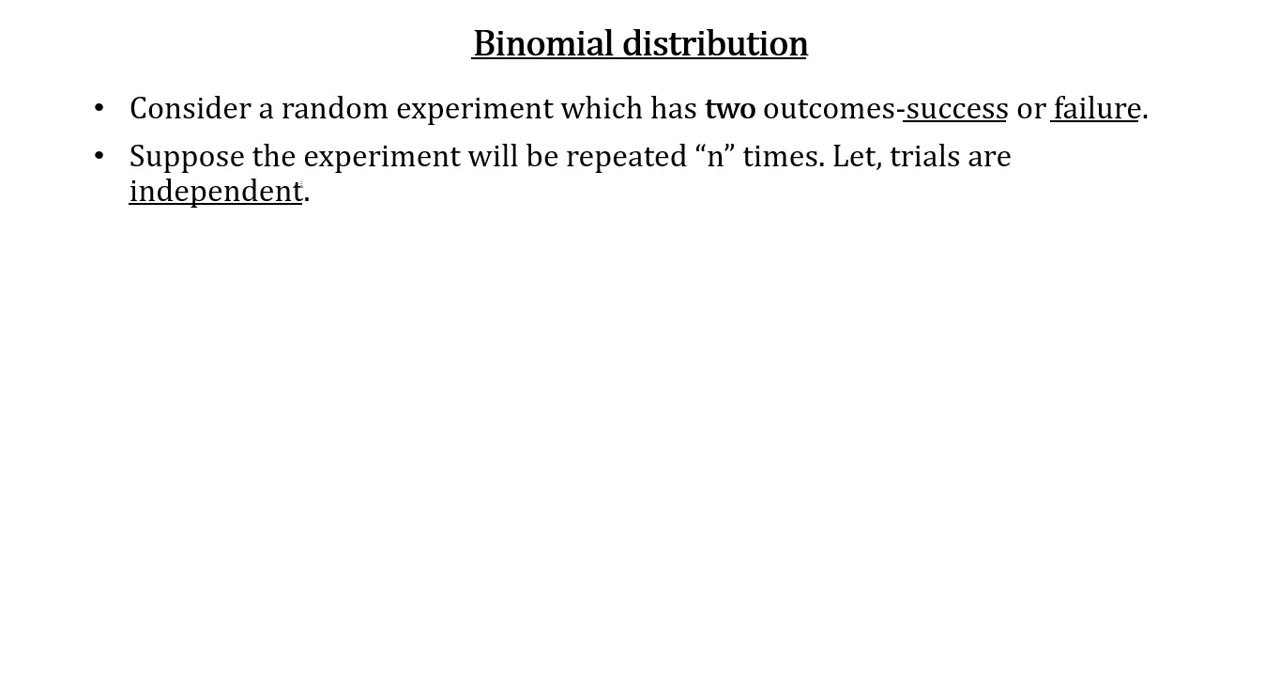 Binomial distribution
• Consider a random experiment which has two outcomes-success or failure.
• Suppose the experiment will be repeated “n” times. Let, trials are
independent.